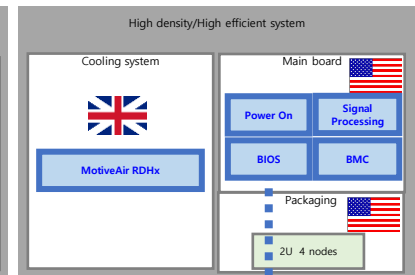 High density/High efficient system
Cooling system
MotiveAir RDHx
Main board
Power On
Signal
Processing
BIOS
BMC
Packaging
2U 4 nodes